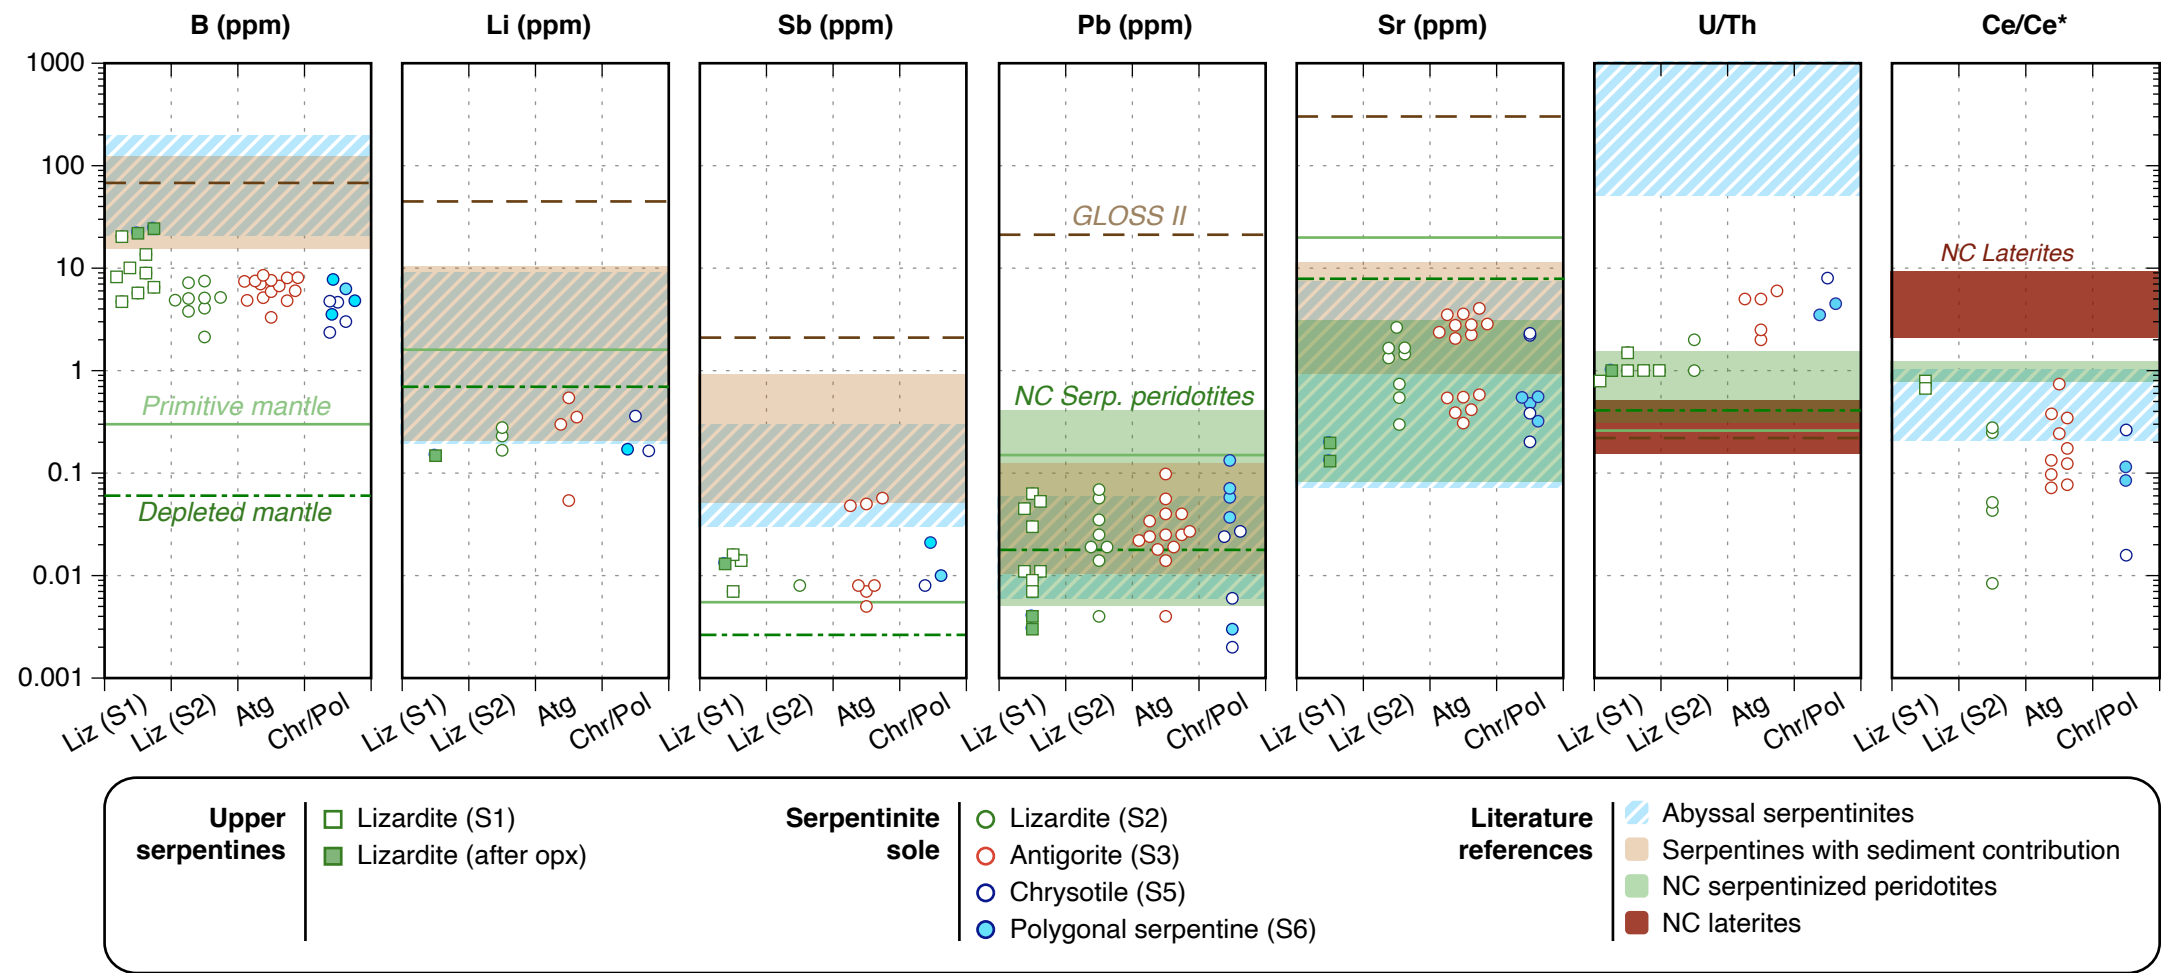 B (ppm) Li (ppm) Sb (ppm) Pb (ppm) Sr (ppm) U/Th Ce/Ce*
1000
100
10
1
0.1
0.01
0.001
GLOSS II
NC Laterites
NC Serp. peridotites
Primitive mantle
Depleted mantle
Liz (S1) Liz (S2) Atg Chr/Pol Liz (S1) Liz (S2) Atg Chr/Pol Liz (S1) Liz (S2) Atg Chr/Pol Liz (S1) Liz (S2) Atg Chr/Pol Liz (S1) Liz (S2) Atg Chr/Pol Liz (S1) Liz (S2) Atg Chr/Pol Liz (S1) Liz (S2) Atg Chr/Pol
Upper
serpentines
Lizardite (S1)
Lizardite (after opx)
Serpentinite
sole
Lizardite (S2)
Antigorite (S3)
Chrysotile (S5)
Polygonal serpentine (S6)
Literature
references
Abyssal serpentinites
Serpentines with sediment contribution
NC serpentinized peridotites
NC laterites